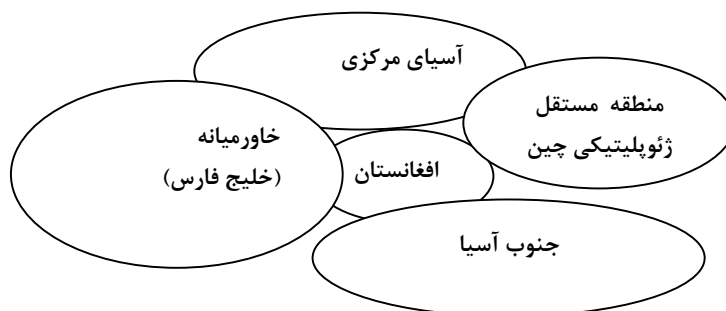 آسیای مرکزی
منطقه مستقل
ژئوپلیتیکی چین
خاورمیانه
(خلیج فارس)
افغانستان
جنوب آسیا